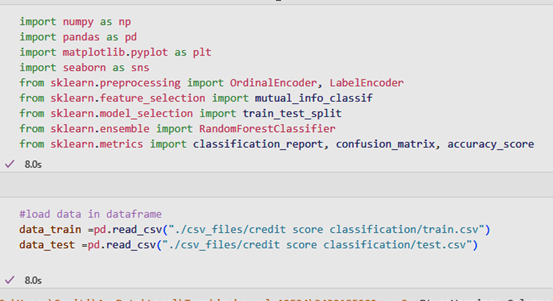 import numpy as np
import pandas as pd
import matplotlib.pyplot as plt
import seaborn as sns
from sklearn.preprocessing import OrdinalEncoder, LabelEncoder
from sklearn.feature_selection import mutual_info_classif
from sklearn.model_selection import train_test_split
from sklearn.ensemble import RandomForestClassifier
from sklearn.metrics import classification_report, confusion_matrix, accuracy_score
8.0s
#load data in dataframe
data_train =pd.read_csv("./csv_files/credit score classification/train.csv")
data_test =pd.read_csv("./csv_files/credit score classification/test.csv")
8.0s